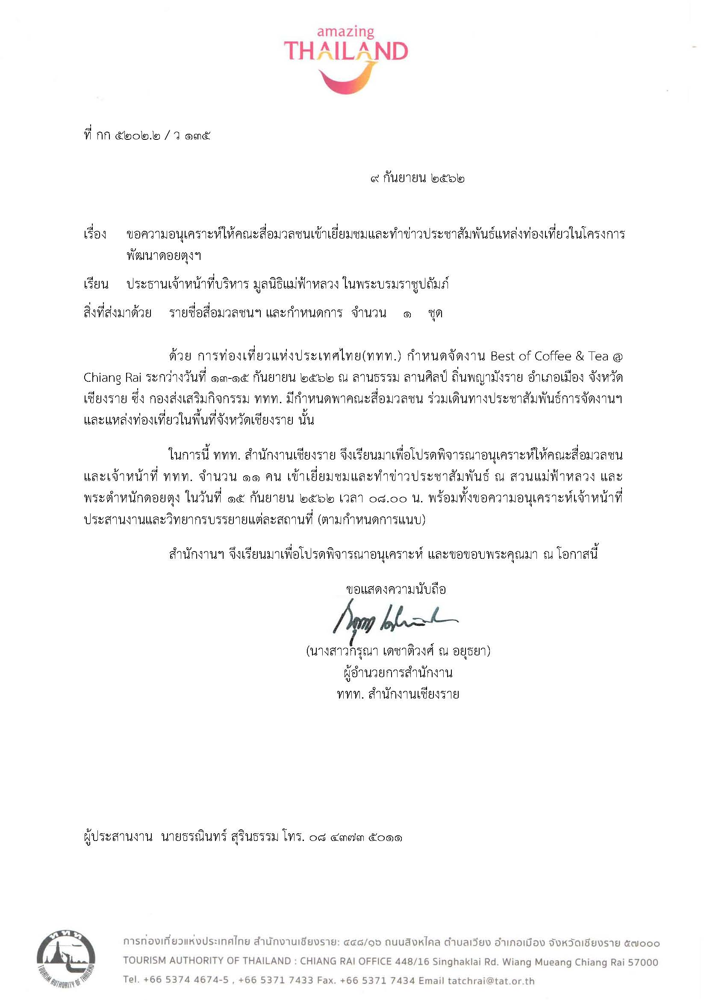 amazing
THAILAND
ที่ กก ๕๒๐๒.๒ / ว ๑๓๕
๙ กันยายน ๒๕๖๒
เรื่อง ขอความอนุเคราะห์ให้คณะสื่อมวลชนเข้าเยี่ยมชมและทำข่าวประชาสัมพันธ์แหล่งท่องเที่ยวในโครงการ
พัฒนาดอยตุงฯ
เรียน ประธานเจ้าหน้าที่บริหาร มูลนิธิแม่ฟ้าหลวง ในพระบรมราชูปถัมภ์
สิ่งที่ส่งมาด้วย รายชื่อสื่อมวลชนฯ และกำหนดการ จำนวน ๑ ชุด
ด้วย การท่องเที่ยวแห่งประเทศไทย(ททท.) กำหนดจัดงาน Best of Coffee & Tea @
Chiang Rai ระกว่างวันที่ ๑๓-๑๕ กันยายน ๒๕๖๒ ณ ลานธรรม ลานศิลป์ ถิ่นพญามังราย อำเภอเมือง จังหวัด
เชียงราย ซึ่ง กองส่งเสริมกิจกรรม ททท. มีกำหนดพาคณะสื่อมวลชน ร่วมเดินทางประชาสัมพันธ์การจัดงานฯ
และแหล่งท่องเที่ยวในพื้นที่จังหวัดเชียงราย นั้น
ในการนี้ ททท. สำนักงานเชียงราย จึงเรียนมาเพื่อโปรดพิจารณาอนุเคราะห์ให้คณะสื่อมวลชน
และเจ้าหน้าที่ ททท. จำนวน ๑๑ คน เข้าเยี่ยมชมและทำข่าวประชาสัมพันธ์ ณ สวนแม่ฟ้าหลวง และ
พระตำหนักดอยตุง ในวันที่ ๑๕ กันยายน ๒๕๖๒ เวลา ๐๘.๐๐ น. พร้อมทั้งขอความอนุเคราะห์เจ้าหน้าที่
ประสานงานและวิทยากรบรรยายแต่ละสถานที่ (ตามกำหนดการแนบ)
สำนักงานฯ จึงเรียนมาเพื่อโปรดพิจารณาอนุเคราะห์ และขอขอบพระคุณมา ณ โอกาสนี้
ขอแสดงความนับถือ
(นางสาวกรุณา เดชาติวงศ์ ณ อยุธยา)
ผู้อำนวยการสำนักงาน
ททท. สำนักงานเชียงราย
ผู้ประสานงาน นายธรณินทร์ สุรินธรรม โทร. ๐๘ ๔๓๗๓ ๕๐๑๑
ททท
TOURISM AUTHORITY OF THAILAND
การท่องเที่ยวแห่งประเทศไทย สำนักงานเชียงราย: ๔๔๘/๑๖ ถนนสิงหไคล ตำบลเวียง อำเภอเมือง จังหวัดเชียงราย ๕๗๐๐๐
TOURISM AUTHORITY OF THAILAND : CHIANG RAI OFFICE 448/16 Singhaklai Rd. Wiang Mueang Chiang Rai 57000
Tel. +66 5374 4674-5 , +66 5371 7433 Fax. +66 5371 7434 Email tatchrai@tat.or.th